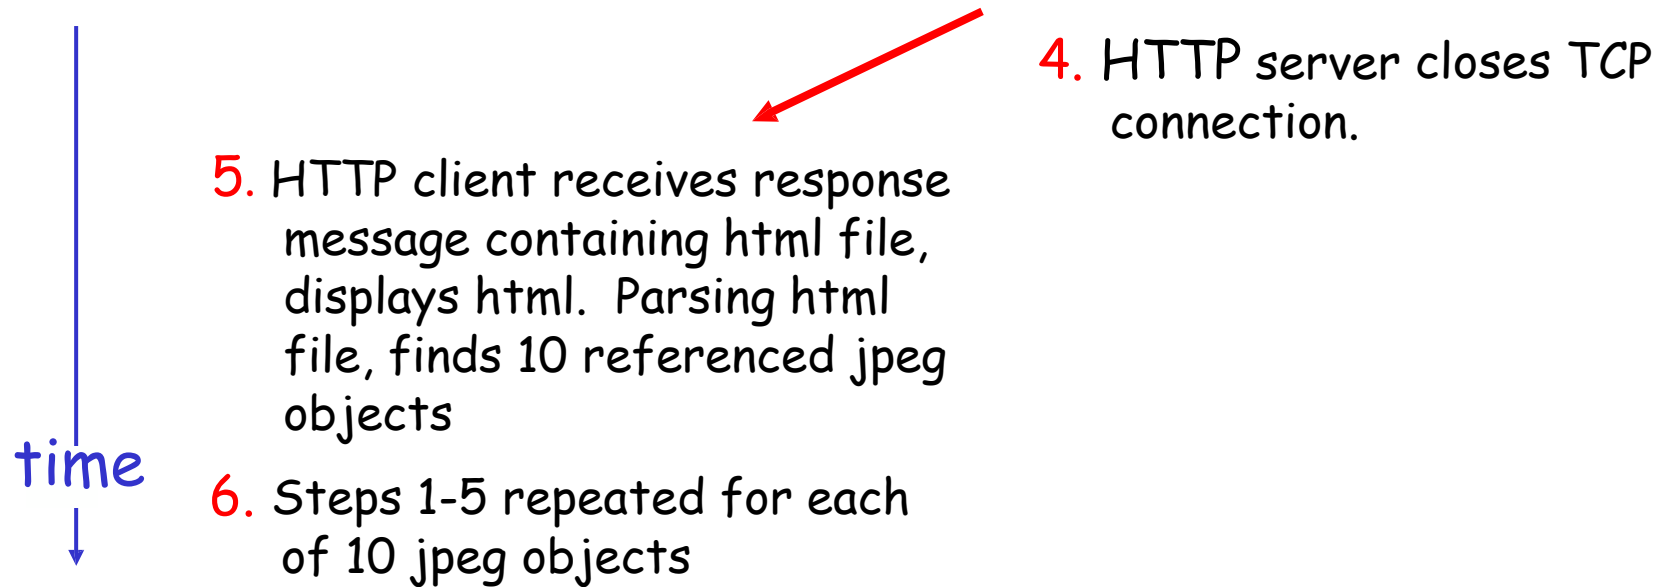 4. HTTP server closes TCP
connection.
5. HTTP client receives response
message containing html file,
displays html.  Parsing html
file, finds 10 referenced jpeg
objects
time
6. Steps 1-5 repeated for each
of 10 jpeg objects